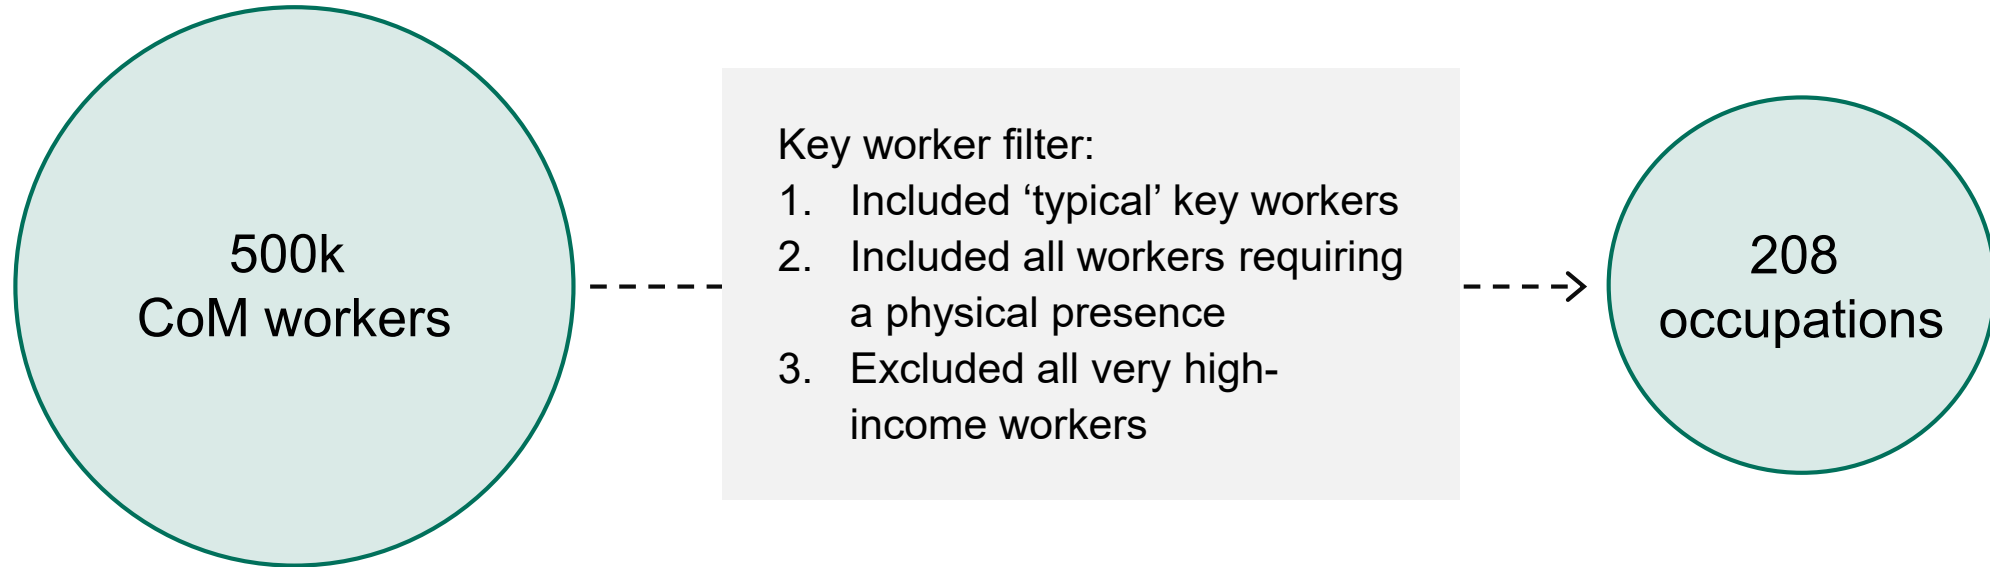 500k
CoM workers
Key worker filter:
1. Included ‘typical’ key workers
2. Included all workers requiring
a physical presence
3. Excluded all very high-
income workers
208
occupations